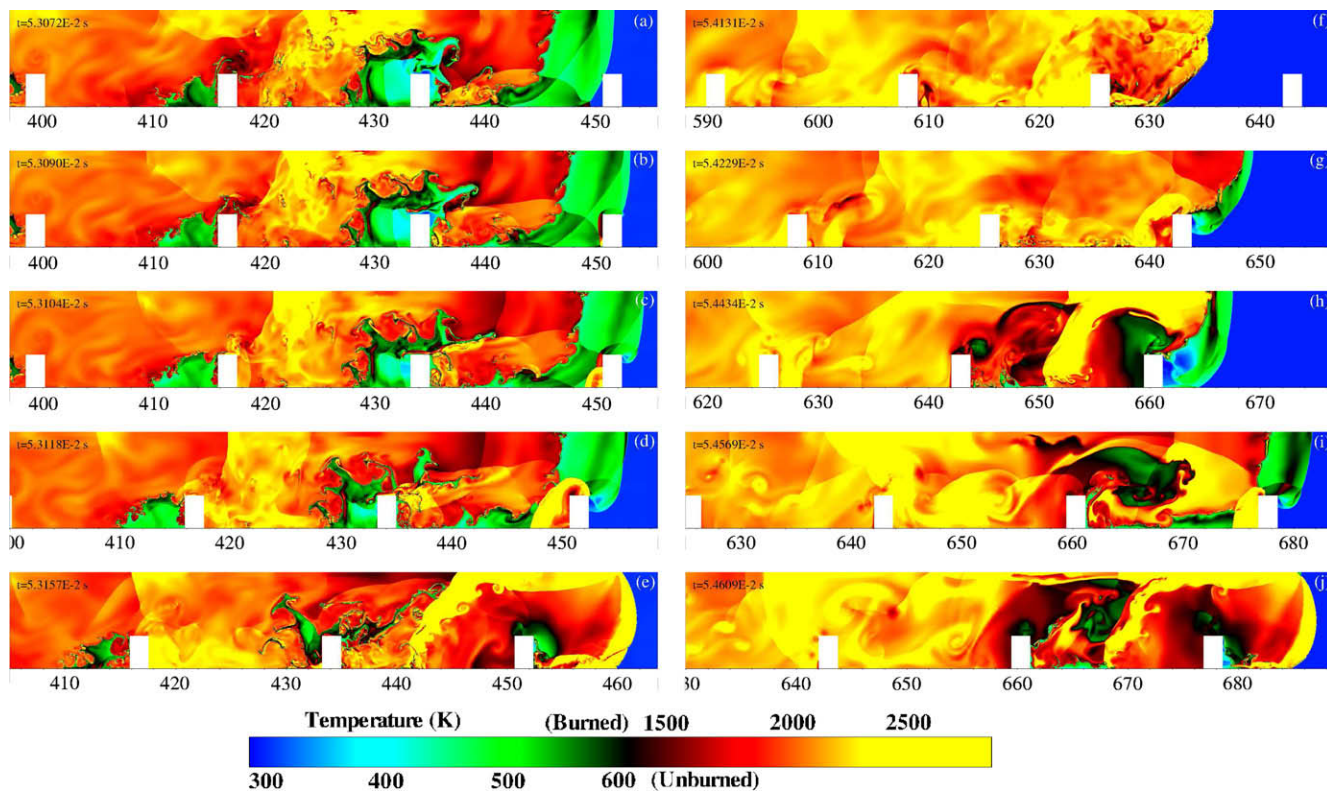 t=5.3072E-2 s (a)
400 410 420 430 440 450
t=5.3090E-2 s (b)
400 410 420 430 440 450
t=5.3104E-2 s (c)
400 410 420 430 440 450
t=5.3118E-2 s (d)
00 410 420 430 440 450
t=5.3157E-2 s (e)
410 420 430 440 450 460
t=5.4131E-2 s (f)
590 600 610 620 630 640
t=5.4229E-2 s (g)
600 610 620 630 640 650
t=5.4434E-2 s (h)
620 630 640 650 660 670
t=5.4569E-2 s (i)
630 640 650 660 670 680
t=5.4609E-2 s (j)
30 640 650 660 670 680
Temperature (K) (Burned) 1500 2000 2500
300 400 500 600 (Unburned)